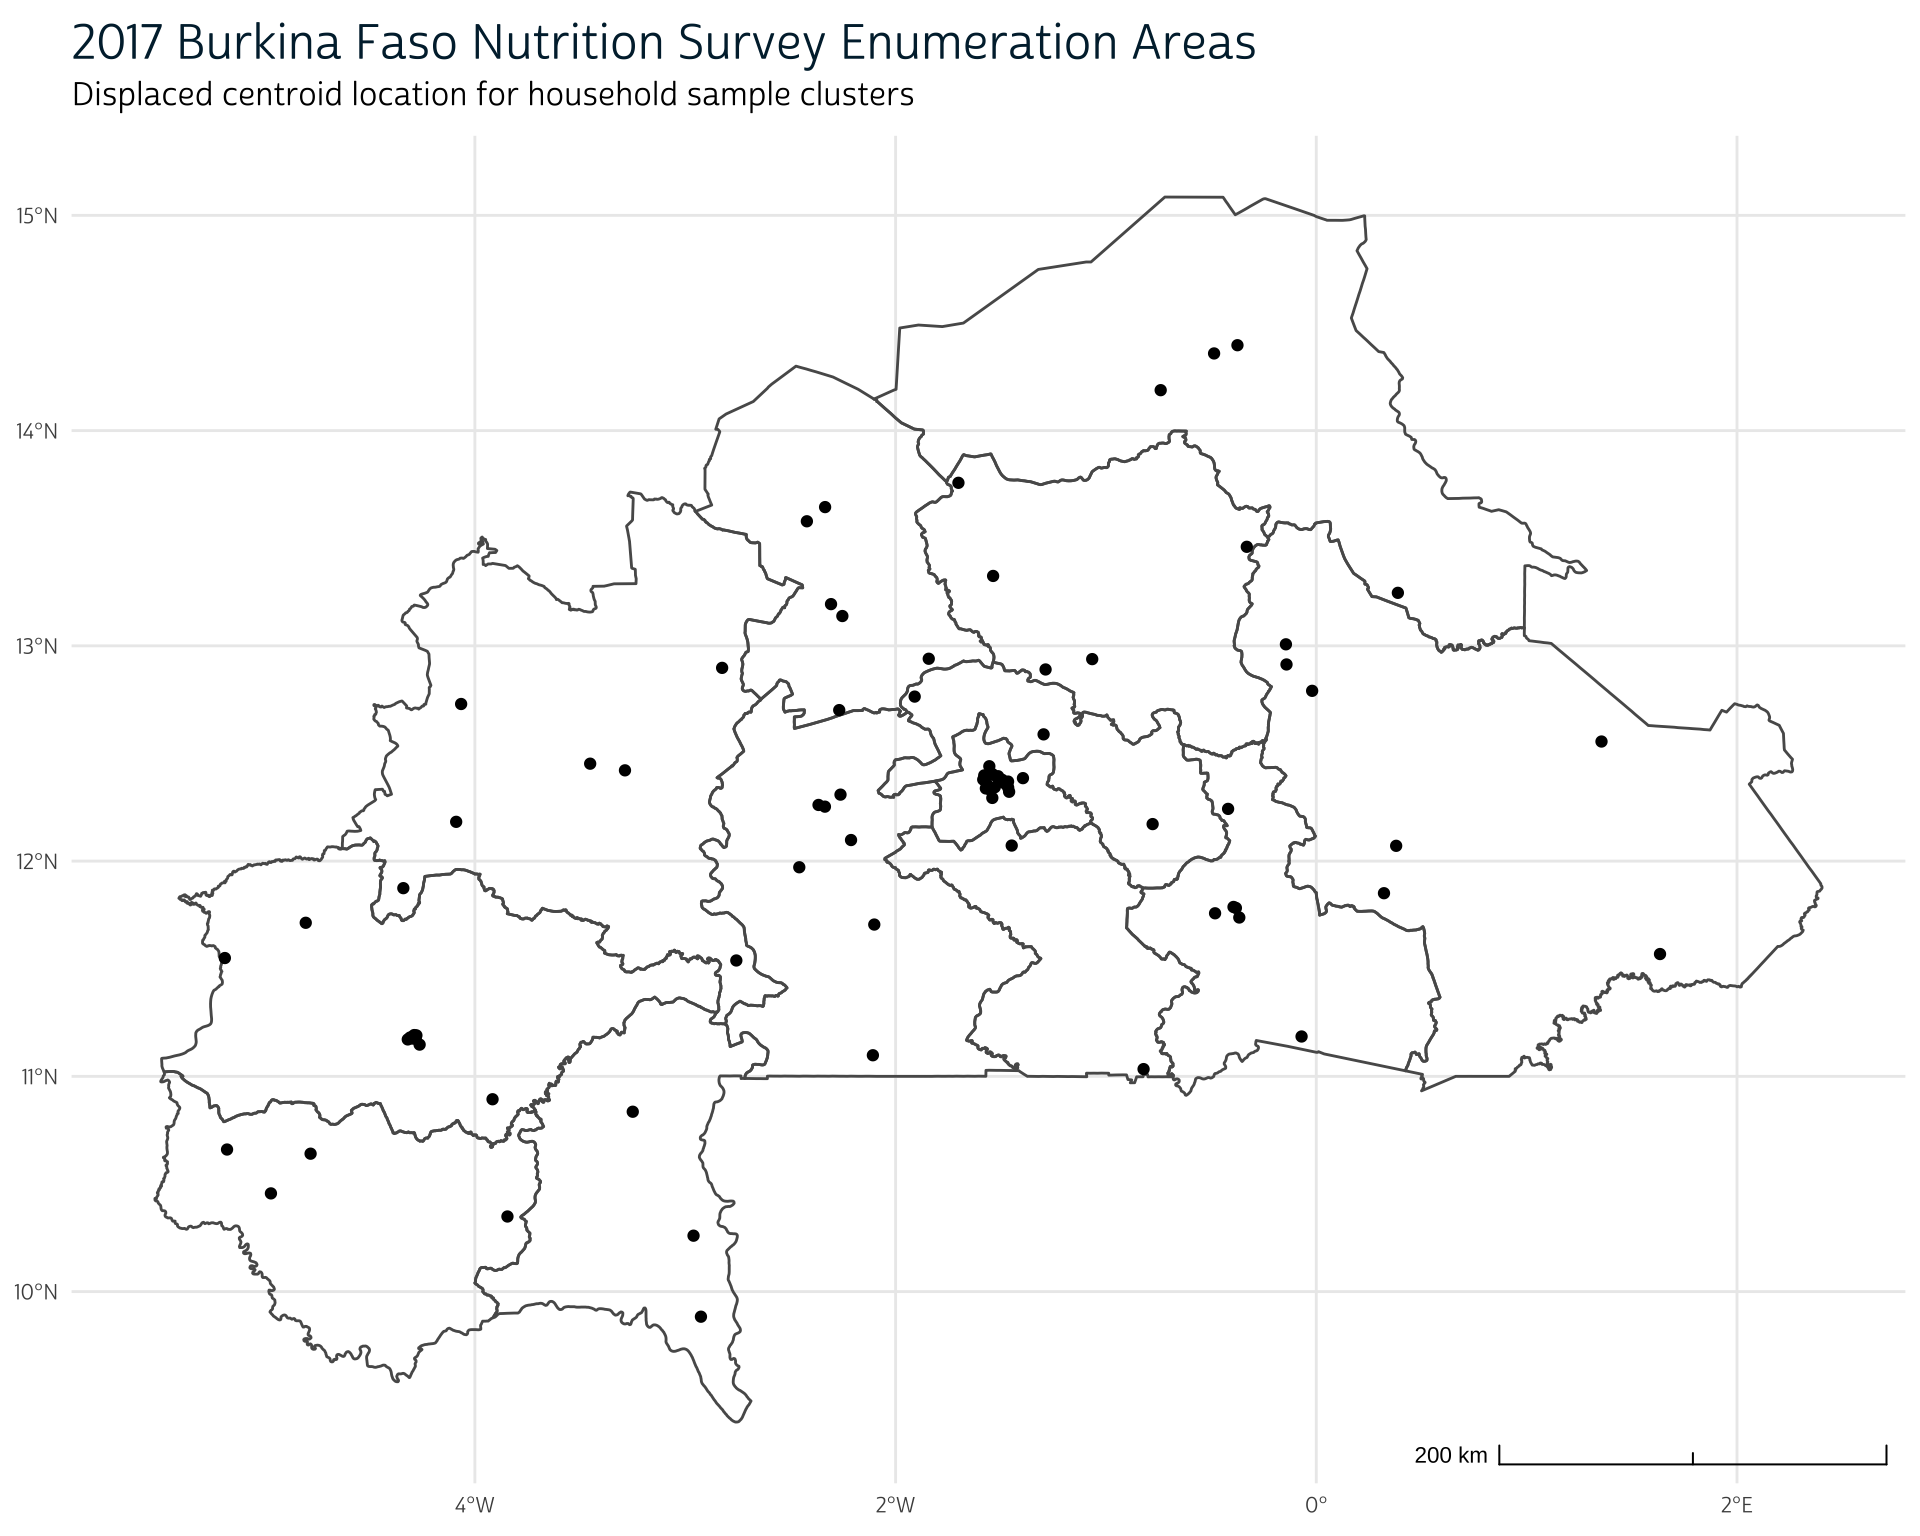 2017 Burkina Faso Nutrition Survey Enumeration Areas
Displaced centroid location for household sample clusters
15°N
14°N
13°N
12°N
11°N
10°N
200 km
4°W
2°W
0°
2°E